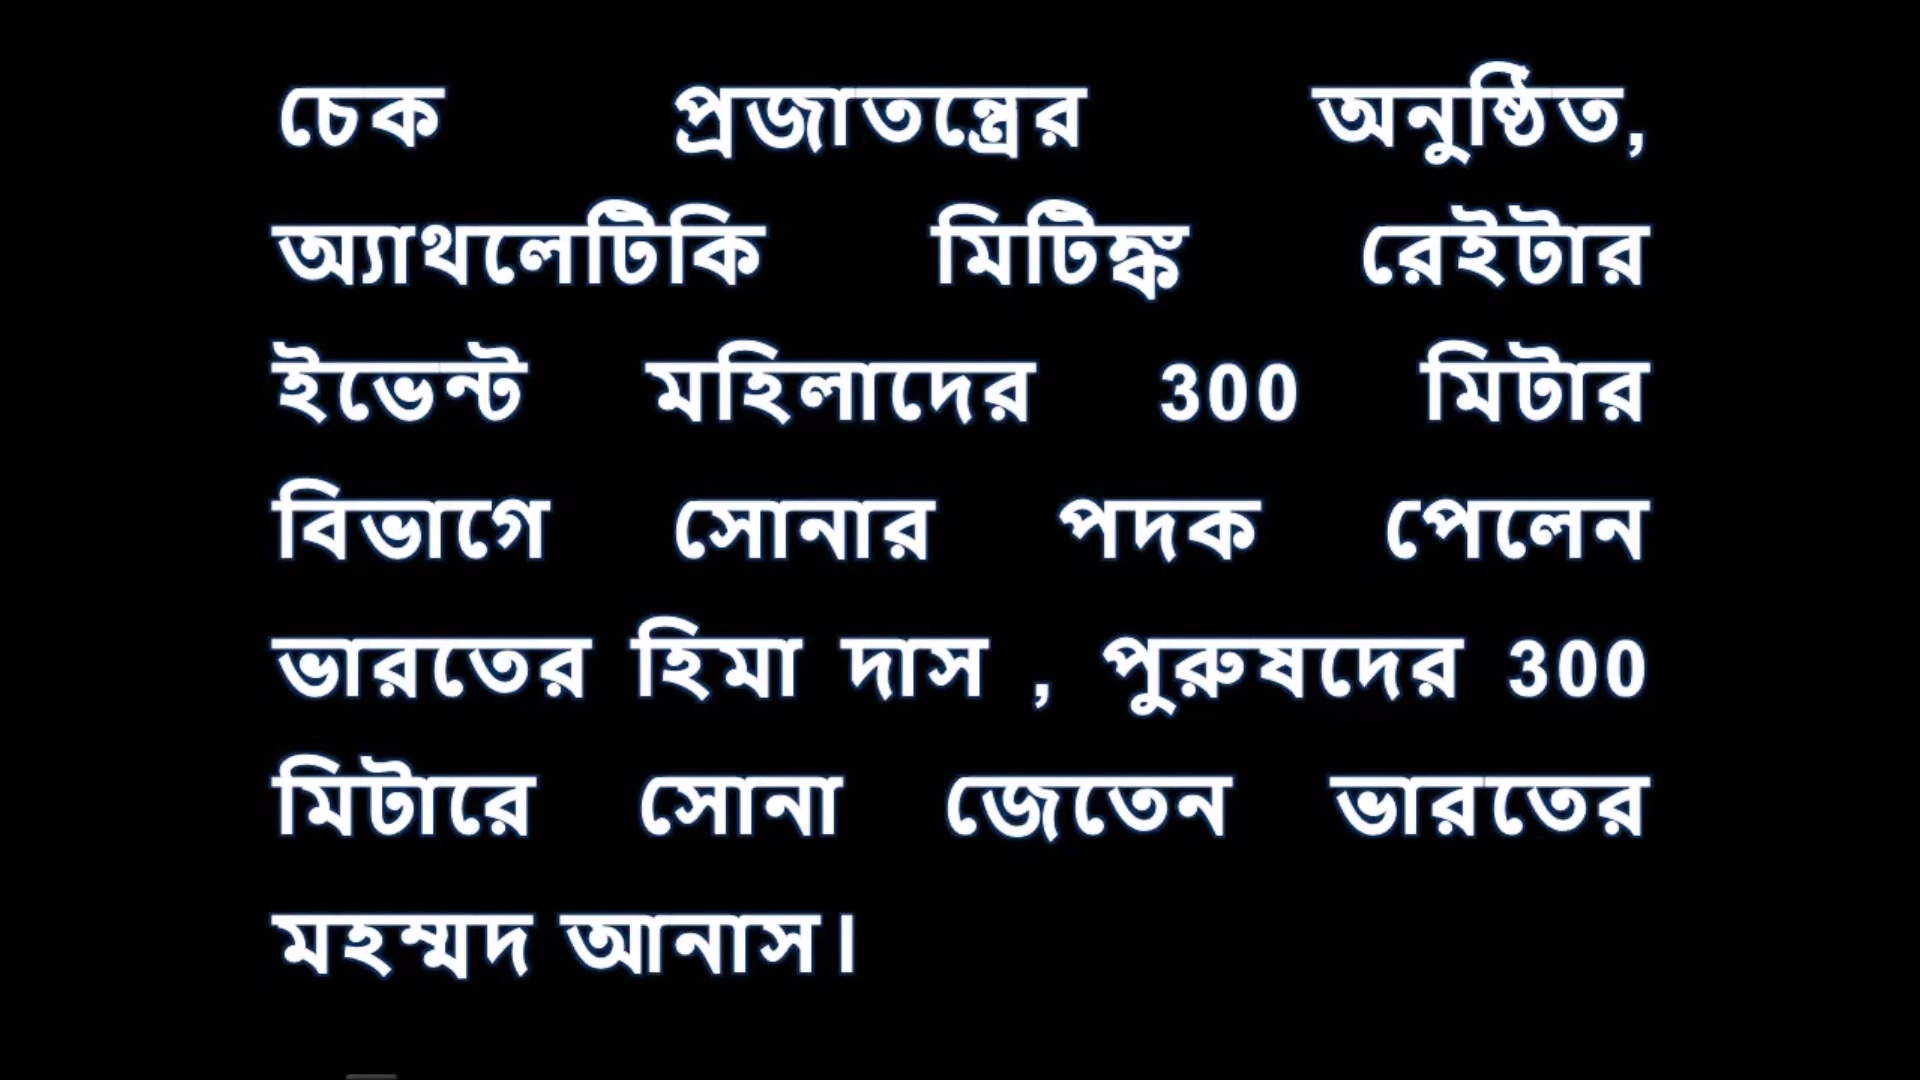 চেক প্রজাতন্ত্রের অনুষ্ঠিত,
অ্যাথলেটিকি মিটিঙ্ক রেইটার
ইভেন্ট মহিলাদের 300 মিটার
বিভাগে সোনার পদক পেলেন
ভারতের হিমা দাস , পুরুষদের 300
মিটারে সোনা জেতেন ভারতের
মহম্মদ আনাস।